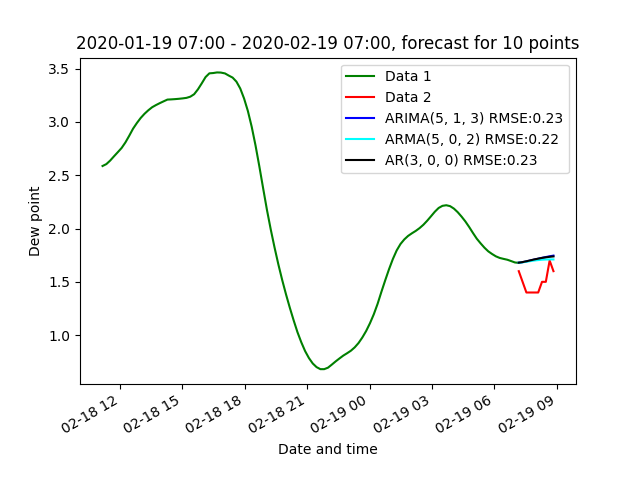 2020-01-19 07:00 - 2020-02-19 07:00, forecast for 10 points
3.5
3.0
2.5
2.0
1.5
1.0
Dew point
Data 1
Data 2
ARIMA(5, 1, 3) RMSE:0.23
ARMA(5, 0, 2) RMSE:0.22
AR(3, 0, 0) RMSE:0.23
02-18 12
02-18 15
02-18 18
02-18 21
02-19 00
02-19 03
02-19 06
02-19 09
Date and time